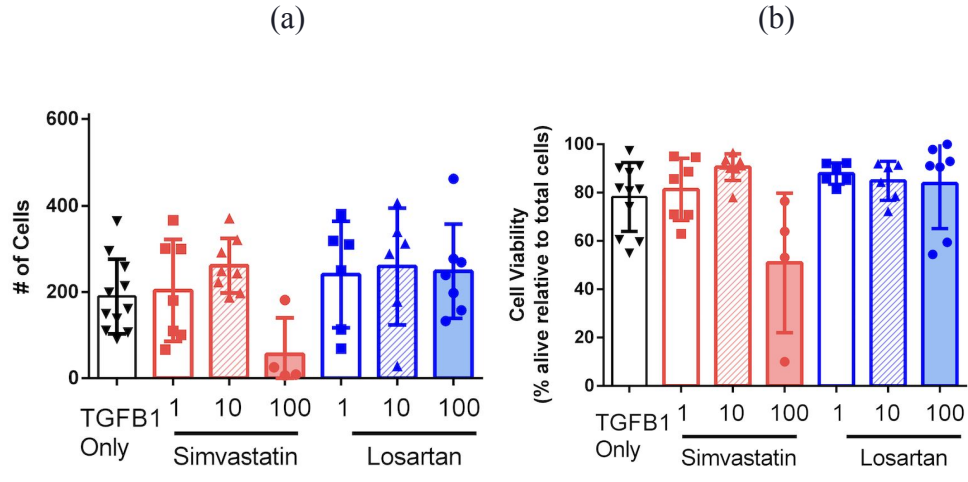 (a)
(b)
# of Cells
600
400
200
0
TGFB1
Only
1
10
100
1
10
100
Simvastatin
Losartan
Cell Viability
(% alive relative to total cells)
100
80
60
40
20
0
TGFB1
Only
1
10
100
1
10
100
Simvastatin
Losartan